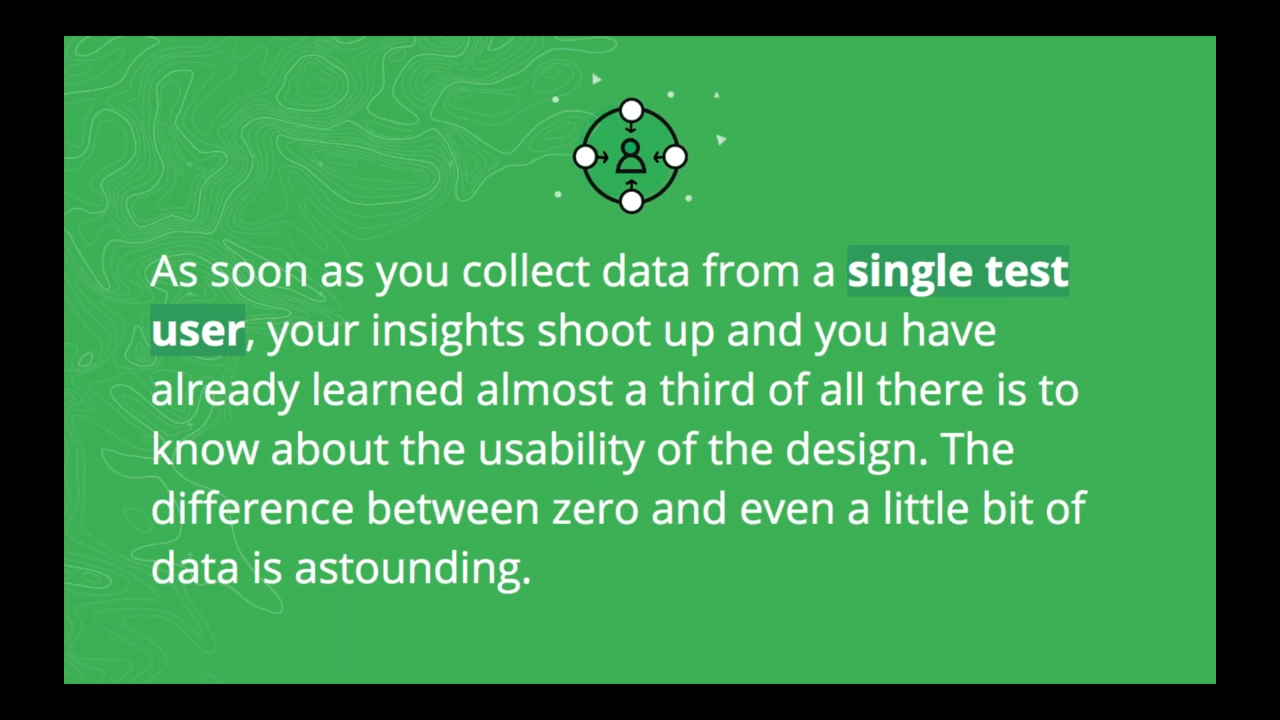 As soon as you collect data from a single test
user, your insights shoot up and you have
already learned almost a third of all there is to
know about the usability of the design. The
difference between zero and even a little bit of
data is astounding.